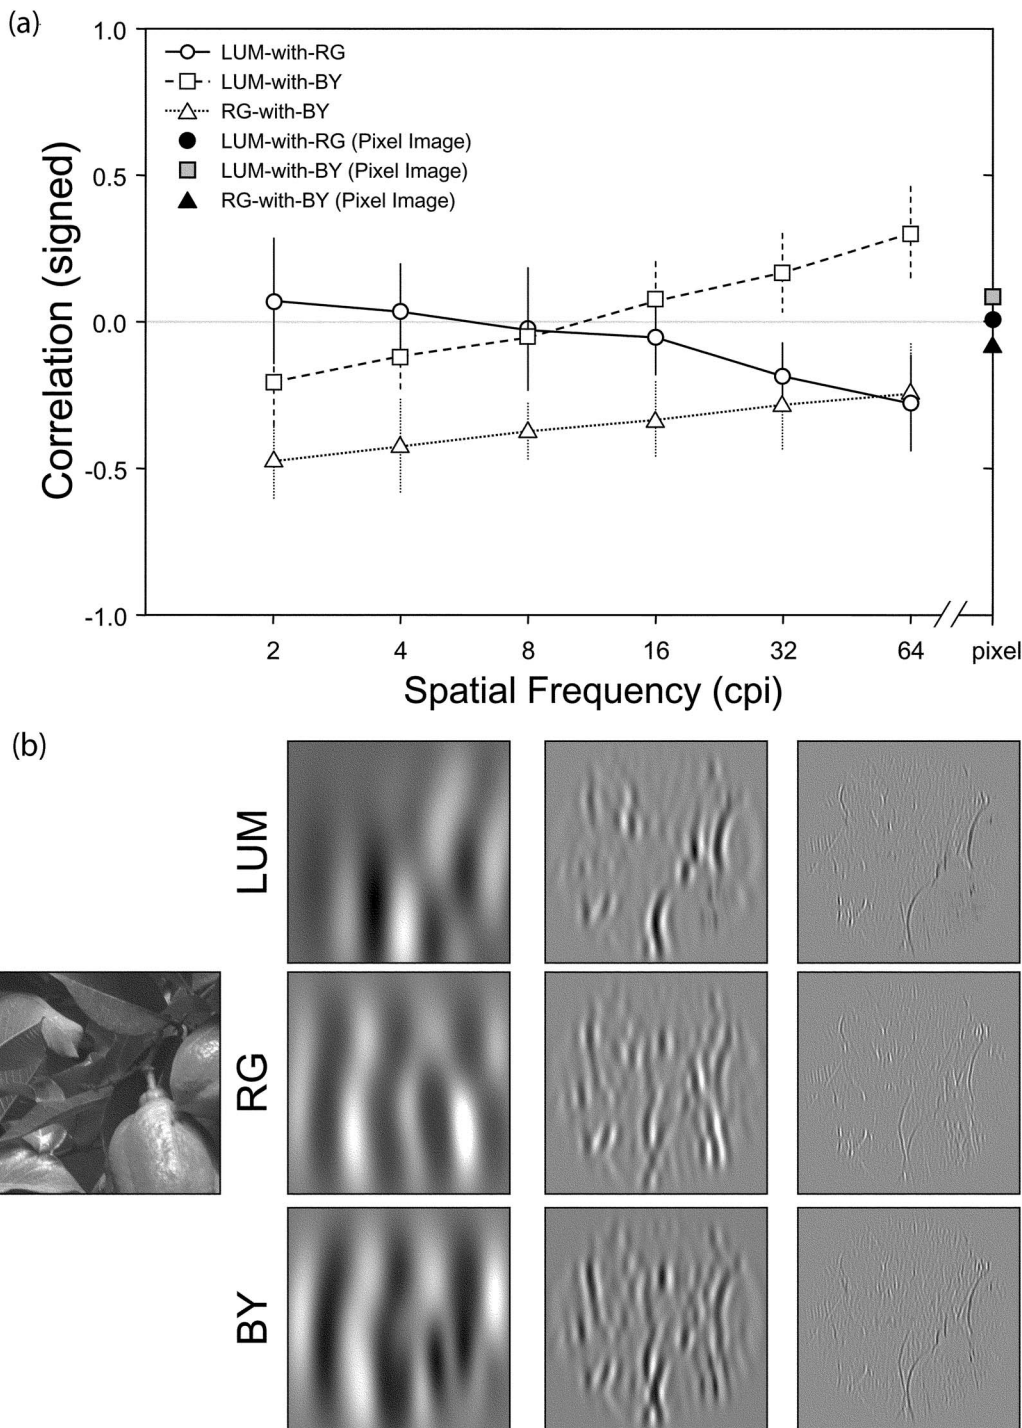 (a)
1.0
0.5
0.0
-0.5
-1.0
Correlation (signed)
LUM-with-RG
LUM-with-BY
RG-with-BY
LUM-with-RG (Pixel Image)
LUM-with-BY (Pixel Image)
RG-with-BY (Pixel Image)
2 4 8 16 32 64 pixel
Spatial Frequency (cpi)
(b)
LUM
RG
BY